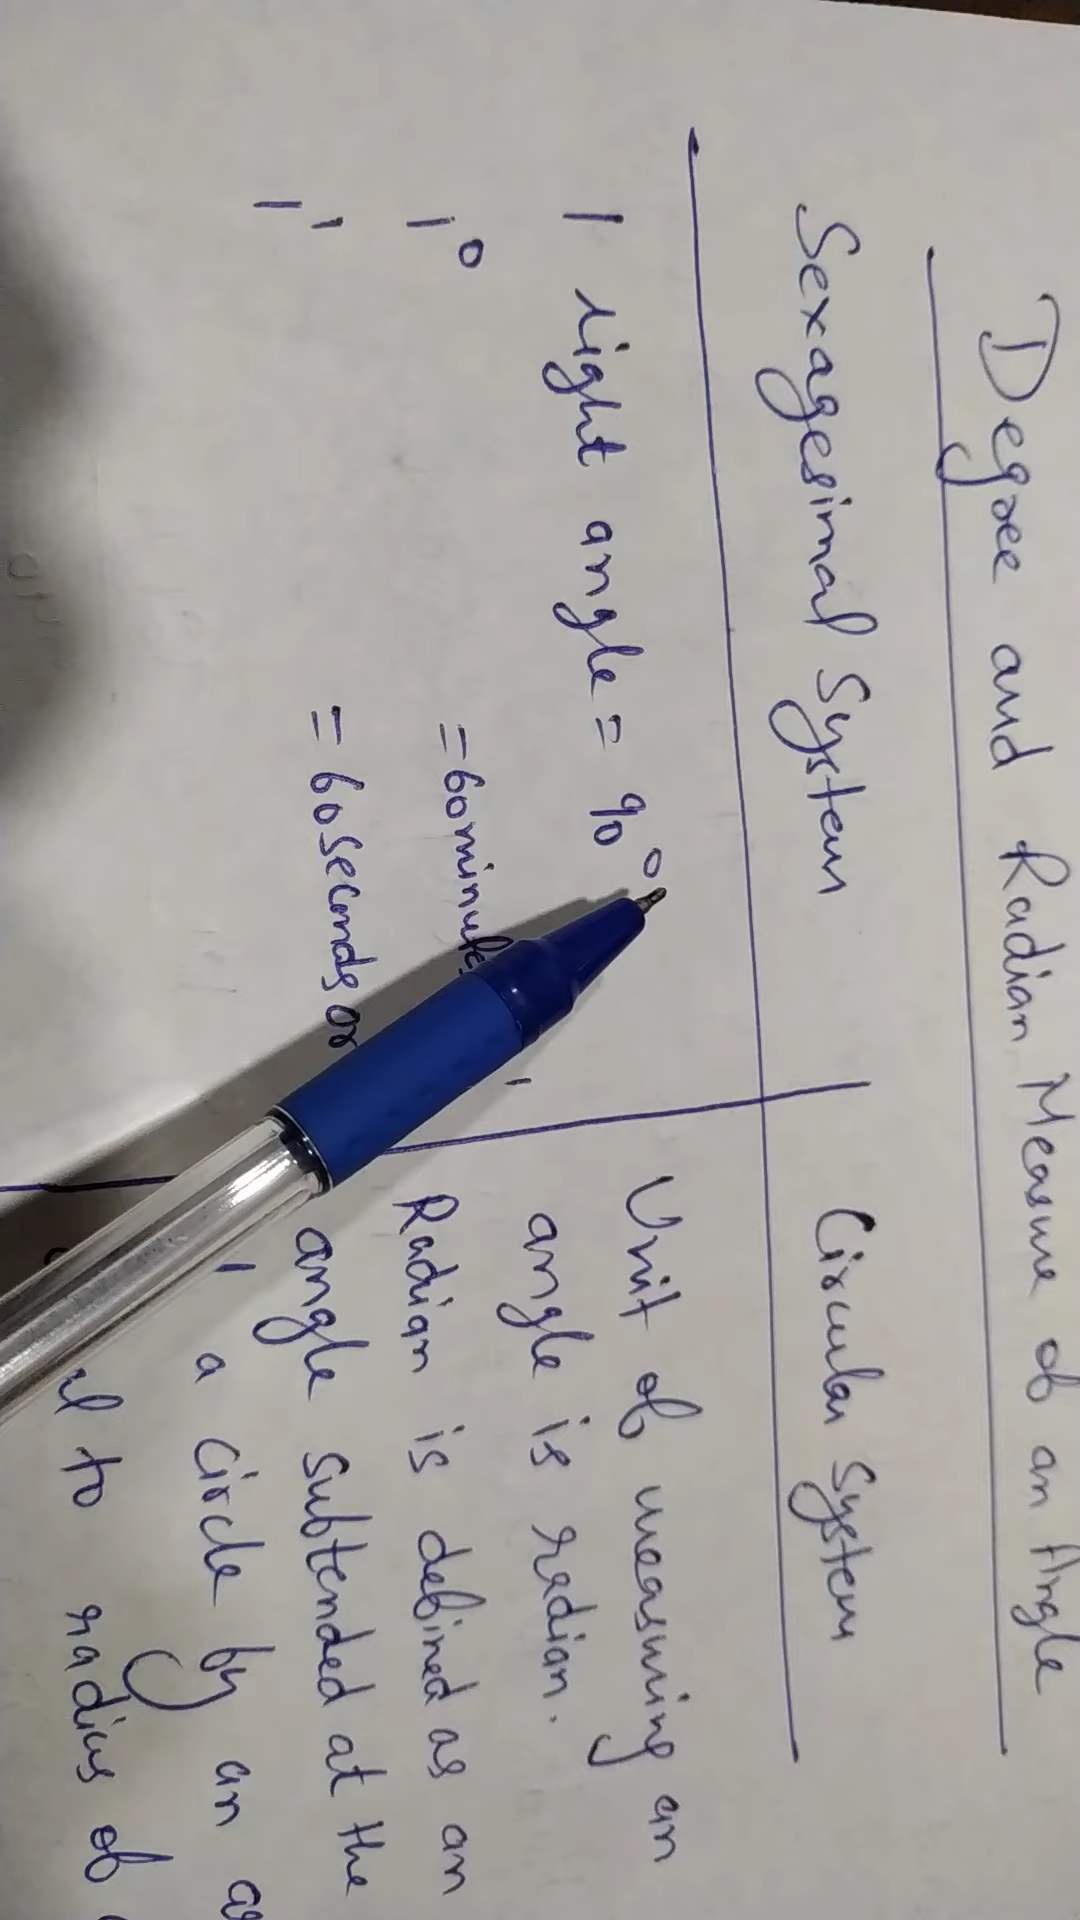 Degree and Radian Measure of an Angle
Sexagesimal System
1 right angle = 90°
1° = 60 minutes '
1' = 60 seconds or
Circular System
Unit of measuring an
angle is radian.
Radian is defined as an
angle subtended at the
a circle by an
to radius of